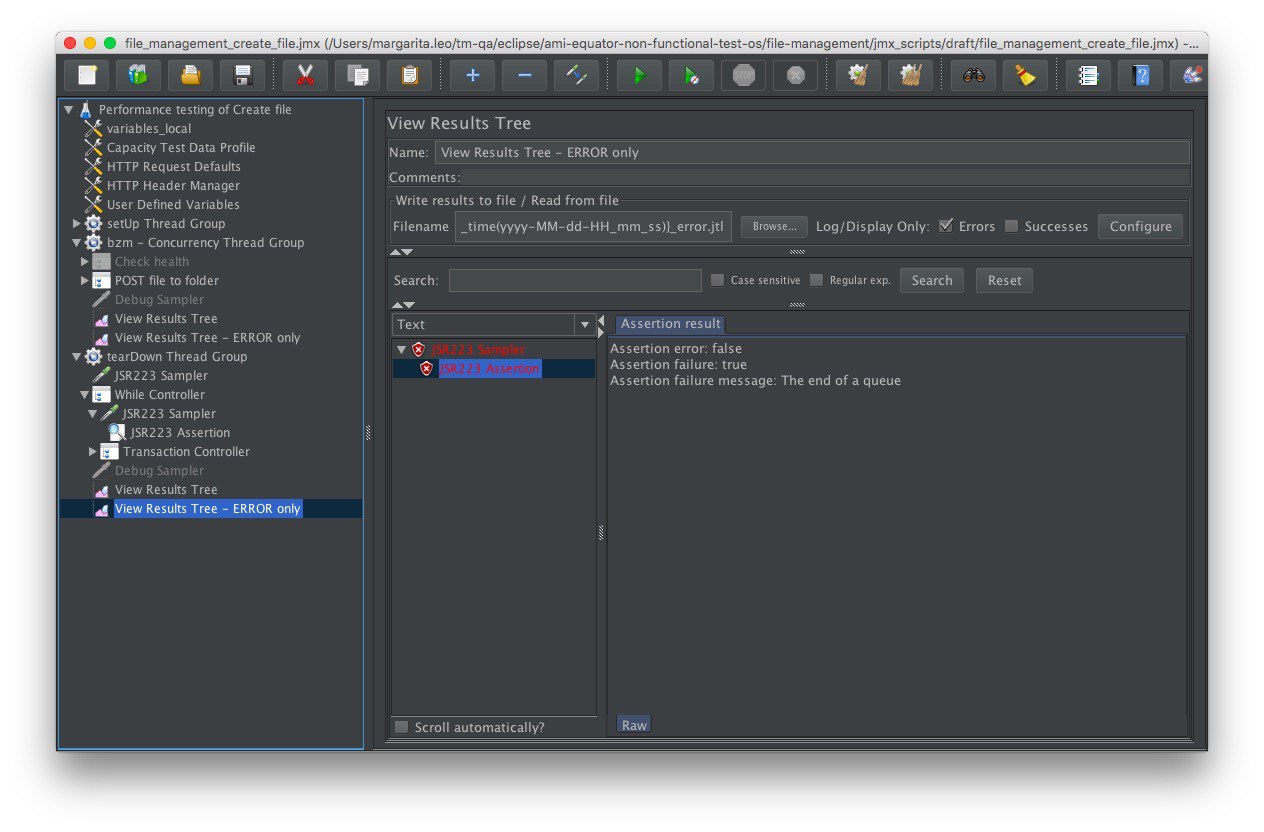 file_management_create_file.jmx (/Users/margarita.leo/tm-qa/eclipse/ami-equator-non-functional-test-os/file-management/jmx_scripts/draft/file_management_create_file.jmx) -...
STOP
Performance testing of Create file
variables_local
Capacity Test Data Profile
HTTP Request Defaults
HTTP Header Manager
User Defined Variables
setUp Thread Group
bzm - Concurrency Thread Group
Check health
POST file to folder
Debug Sampler
View Results Tree
View Results Tree - ERROR only
tearDown Thread Group
JSR223 Sampler
While Controller
JSR223 Sampler
JSR223 Assertion
Transaction Controller
Debug Sampler
View Results Tree
View Results Tree - ERROR only
View Results Tree
Name: View Results Tree - ERROR only
Comments:
Write results to file / Read from file
Filename _time(yyyy-MM-dd-HH_mm_ss)}_error.jtl Browse... Log/Display Only: Errors Successes Configure
Search: Case sensitive Regular exp. Search Reset
Text
JSR223 Sampler
JSR223 Assertion
Scroll automatically?
Assertion result
Assertion error: false
Assertion failure: true
Assertion failure message: The end of a queue
Raw